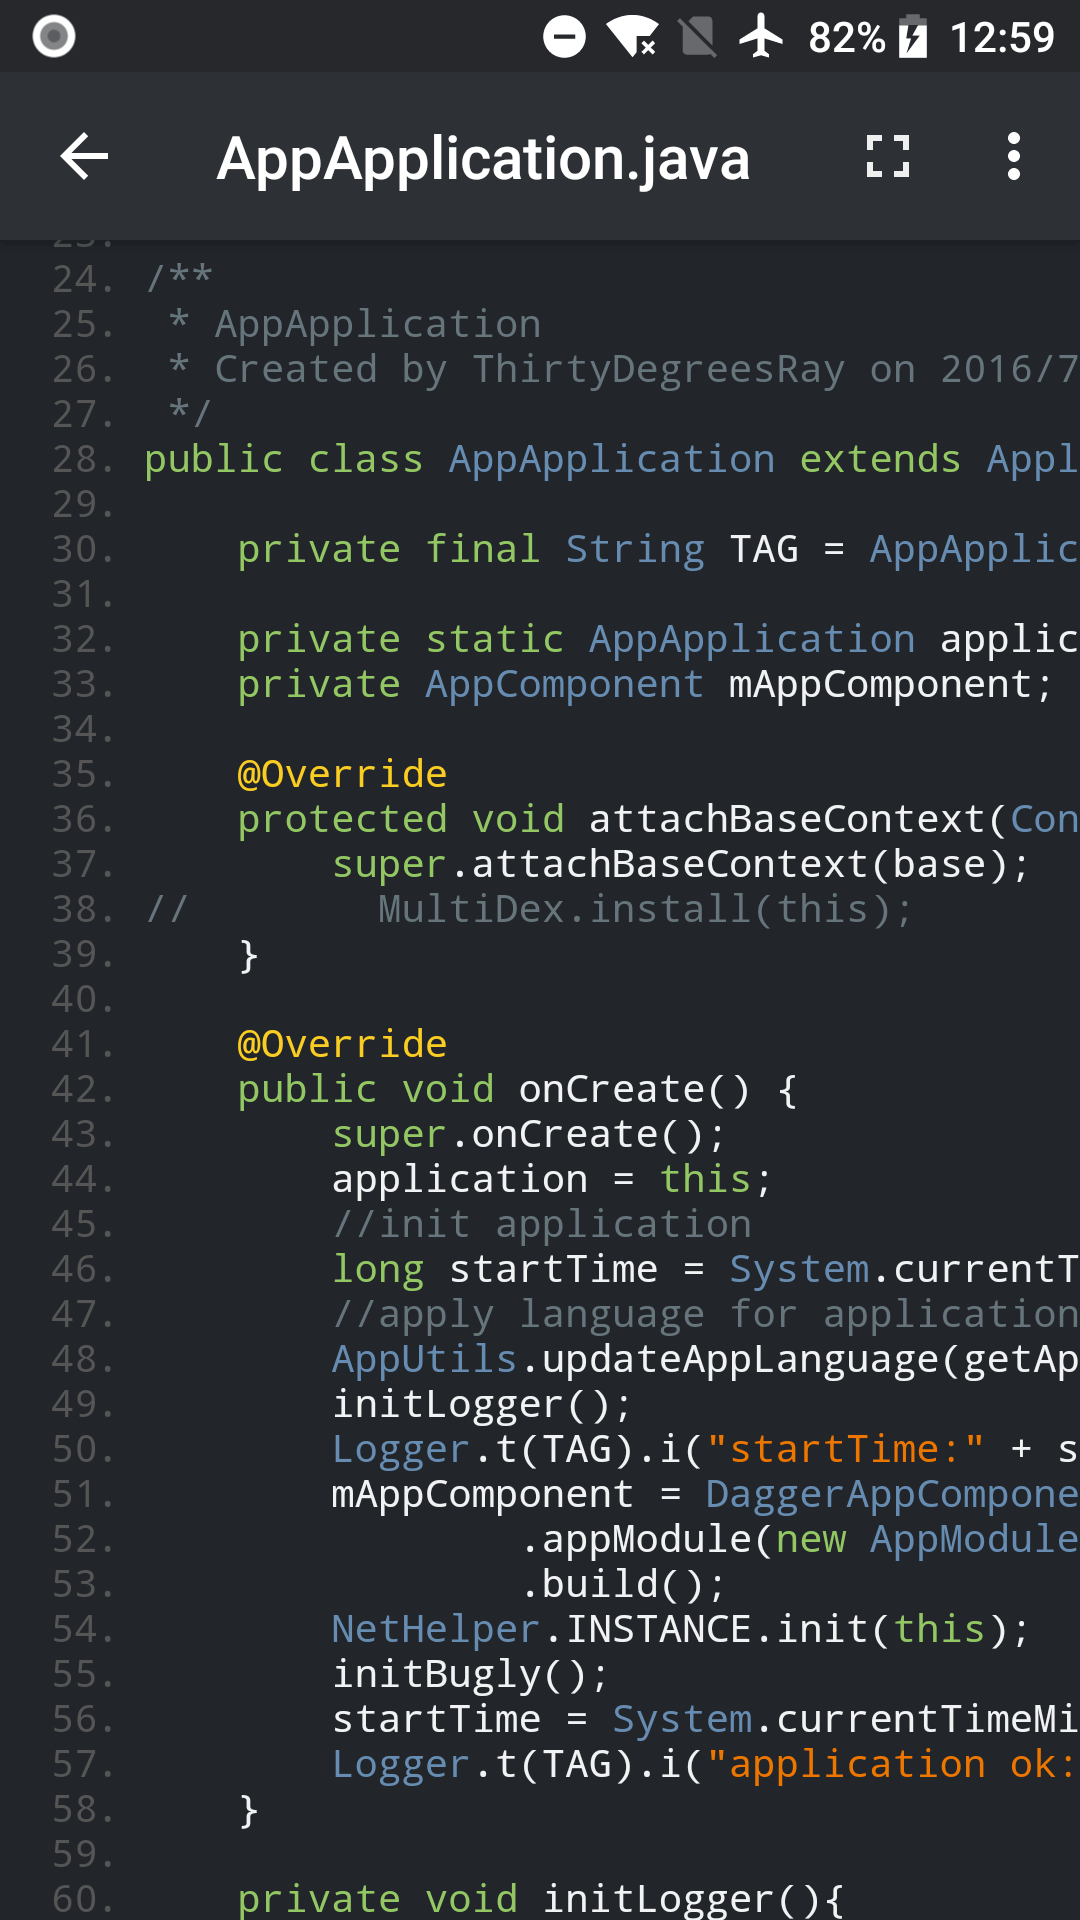 82% 12:59
AppApplication.java
24. /**
25. * AppApplication
26. * Created by ThirtyDegreesRay on 2016/7
27. */
28. public class AppApplication extends Appl
29.
30. private final String TAG = AppApplic
31.
32. private static AppApplication applic
33. private AppComponent mAppComponent;
34.
35. @Override
36. protected void attachBaseContext(Con
37. super.attachBaseContext(base);
38. // MultiDex.install(this);
39. }
40.
41. @Override
42. public void onCreate() {
43. super.onCreate();
44. application = this;
45. //init application
46. long startTime = System.currentT
47. //apply language for application
48. AppUtils.updateAppLanguage(getAp
49. initLogger();
50. Logger.t(TAG).i("startTime:" + s
51. mAppComponent = DaggerAppCompone
52. .appModule(new AppModule
53. .build();
54. NetHelper.INSTANCE.init(this);
55. initBugly();
56. startTime = System.currentTimeMi
57. Logger.t(TAG).i("application ok:
58. }
59.
60. private void initLogger(){